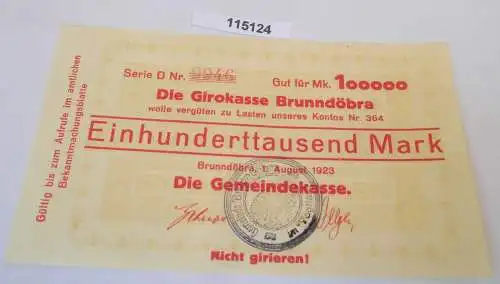 115124
Serie D Nr. 9946 Gut für Mk. 100000
Die Girokasse Brunndöbra
wolle vergüten zu Lasten unseres Kontos Nr. 364
Einhunderttausend Mark
Brunndöbra, 1. August 1923
Die Gemeindekasse.
Nicht girieren!
Gültig bis zum Aufrufe im amtlichen
Bekanntmachungsblatte